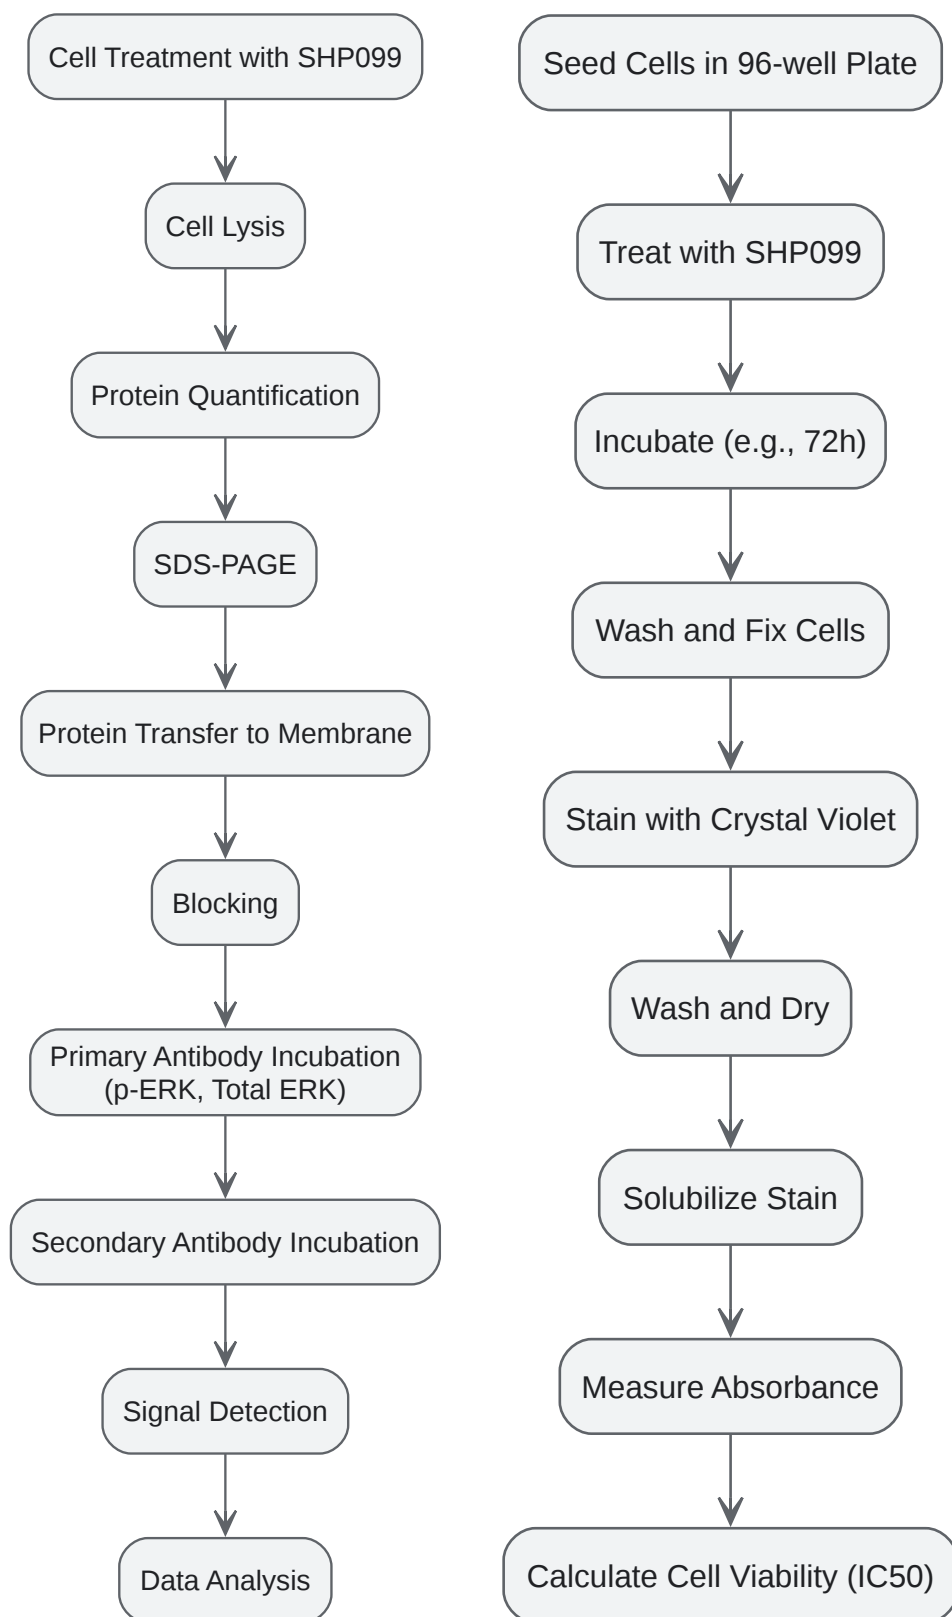 Cell Treatment with SHP099
Cell Lysis
Protein Quantification
SDS-PAGE
Protein Transfer to Membrane
Blocking
Primary Antibody Incubation
(p-ERK, Total ERK)
Secondary Antibody Incubation
Signal Detection
Data Analysis
Seed Cells in 96-well Plate
Treat with SHP099
Incubate (e.g., 72h)
Wash and Fix Cells
Stain with Crystal Violet
Wash and Dry
Solubilize Stain
Measure Absorbance
Calculate Cell Viability (IC50)